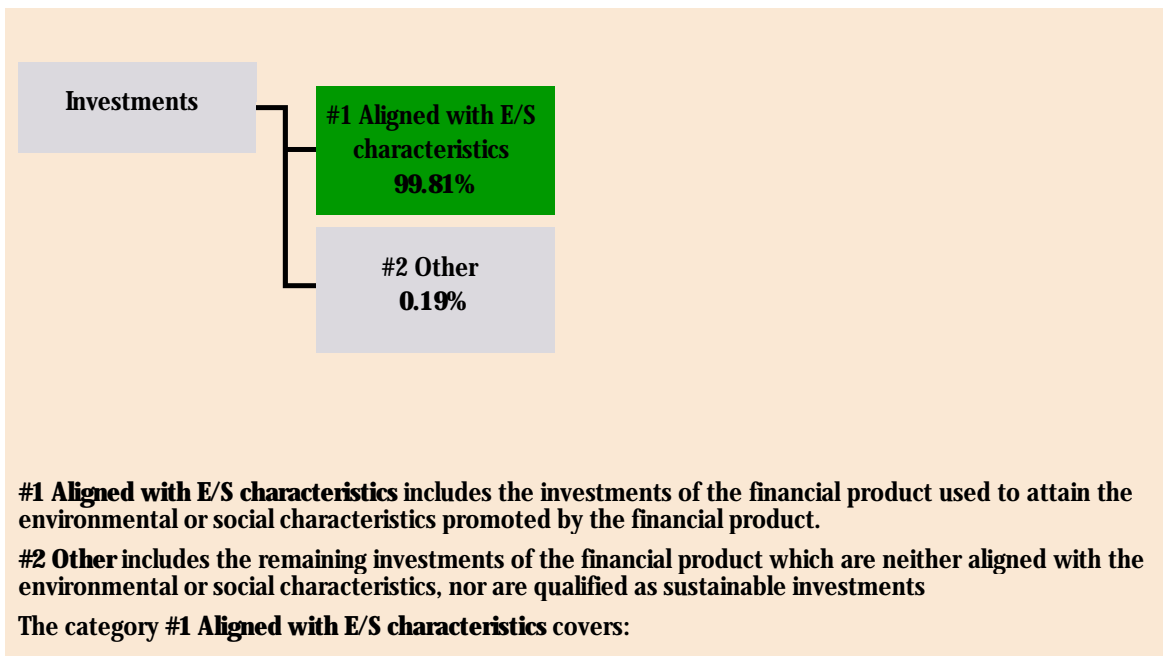 Investments
#1 Aligned with E/S
characteristics
99.81%
#2 Other
0.19%
#1 Aligned with E/S characteristics includes the investments of the financial product used to attain the
environmental or social characteristics promoted by the financial product.
#2 Other includes the remaining investments of the financial product which are neither aligned with the
environmental or social characteristics, nor are qualified as sustainable investments
The category #1 Aligned with E/S characteristics covers: